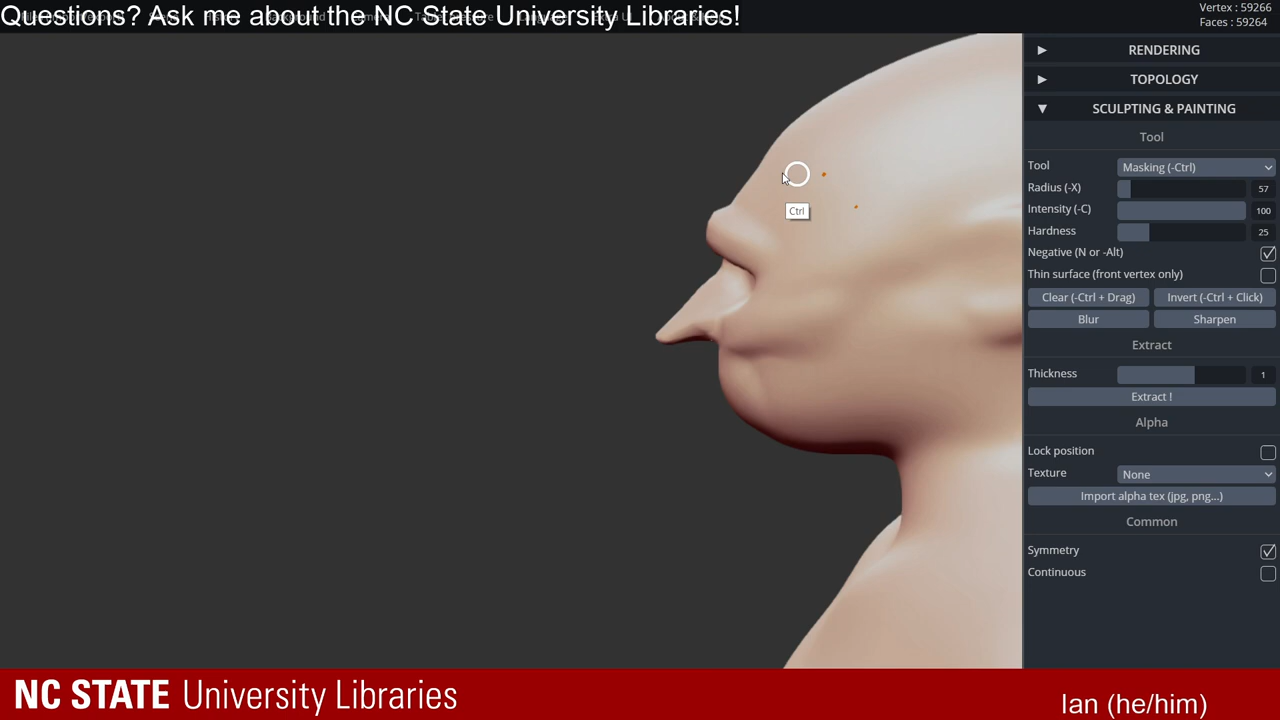 Questions? Ask me about the NC State University Libraries!
Vertex : 59266
Faces : 59264
RENDERING
TOPOLOGY
SCULPTING & PAINTING
Tool
Tool Masking (-Ctrl)
Radius (-X) 57
Intensity (-C) 100
Hardness 25
Negative (N or -Alt)
Thin surface (front vertex only)
Clear (-Ctrl + Drag) Invert (-Ctrl + Click)
Blur Sharpen
Extract
Thickness 1
Extract !
Alpha
Lock position
Texture None
Import alpha tex (jpg, png...)
Common
Symmetry
Continuous
Ctrl
NC STATE University Libraries
Ian (he/him)